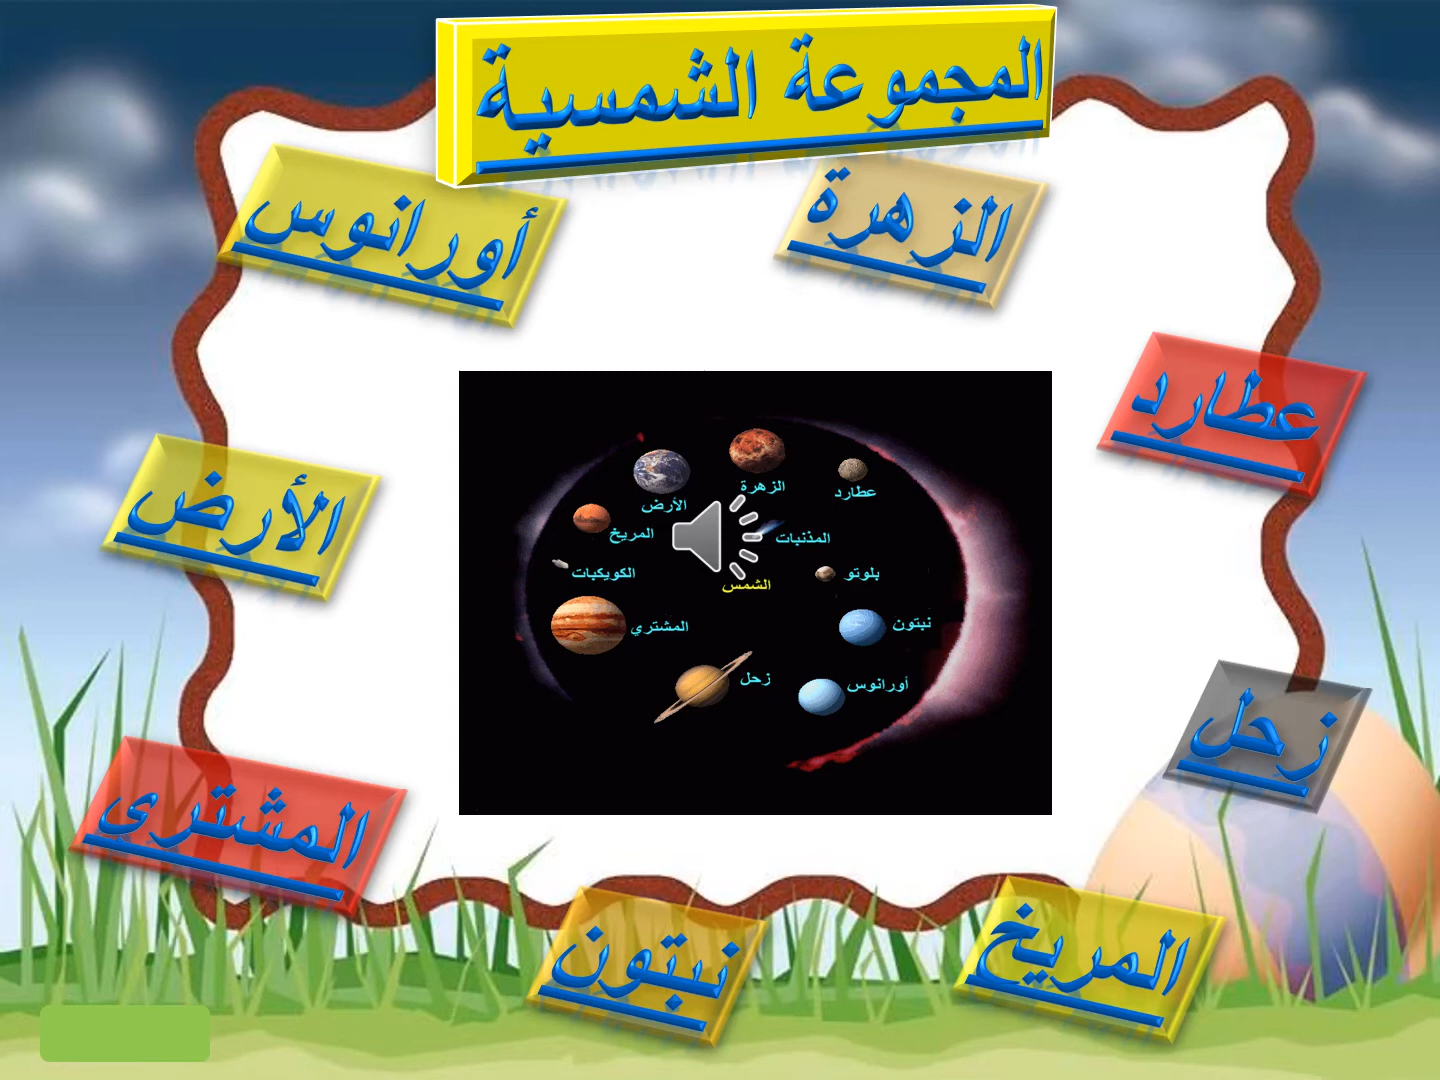 المجموعة الشمسية
الزهرة
أورانوس
عطارد
الأرض
زحل
المشتري
المريخ
نبتون
عطارد
الزهرة
الأرض
المريخ
المذنبات
الكويكبات
الشمس
بلوتو
المشتري
نبتون
زحل
أورانوس